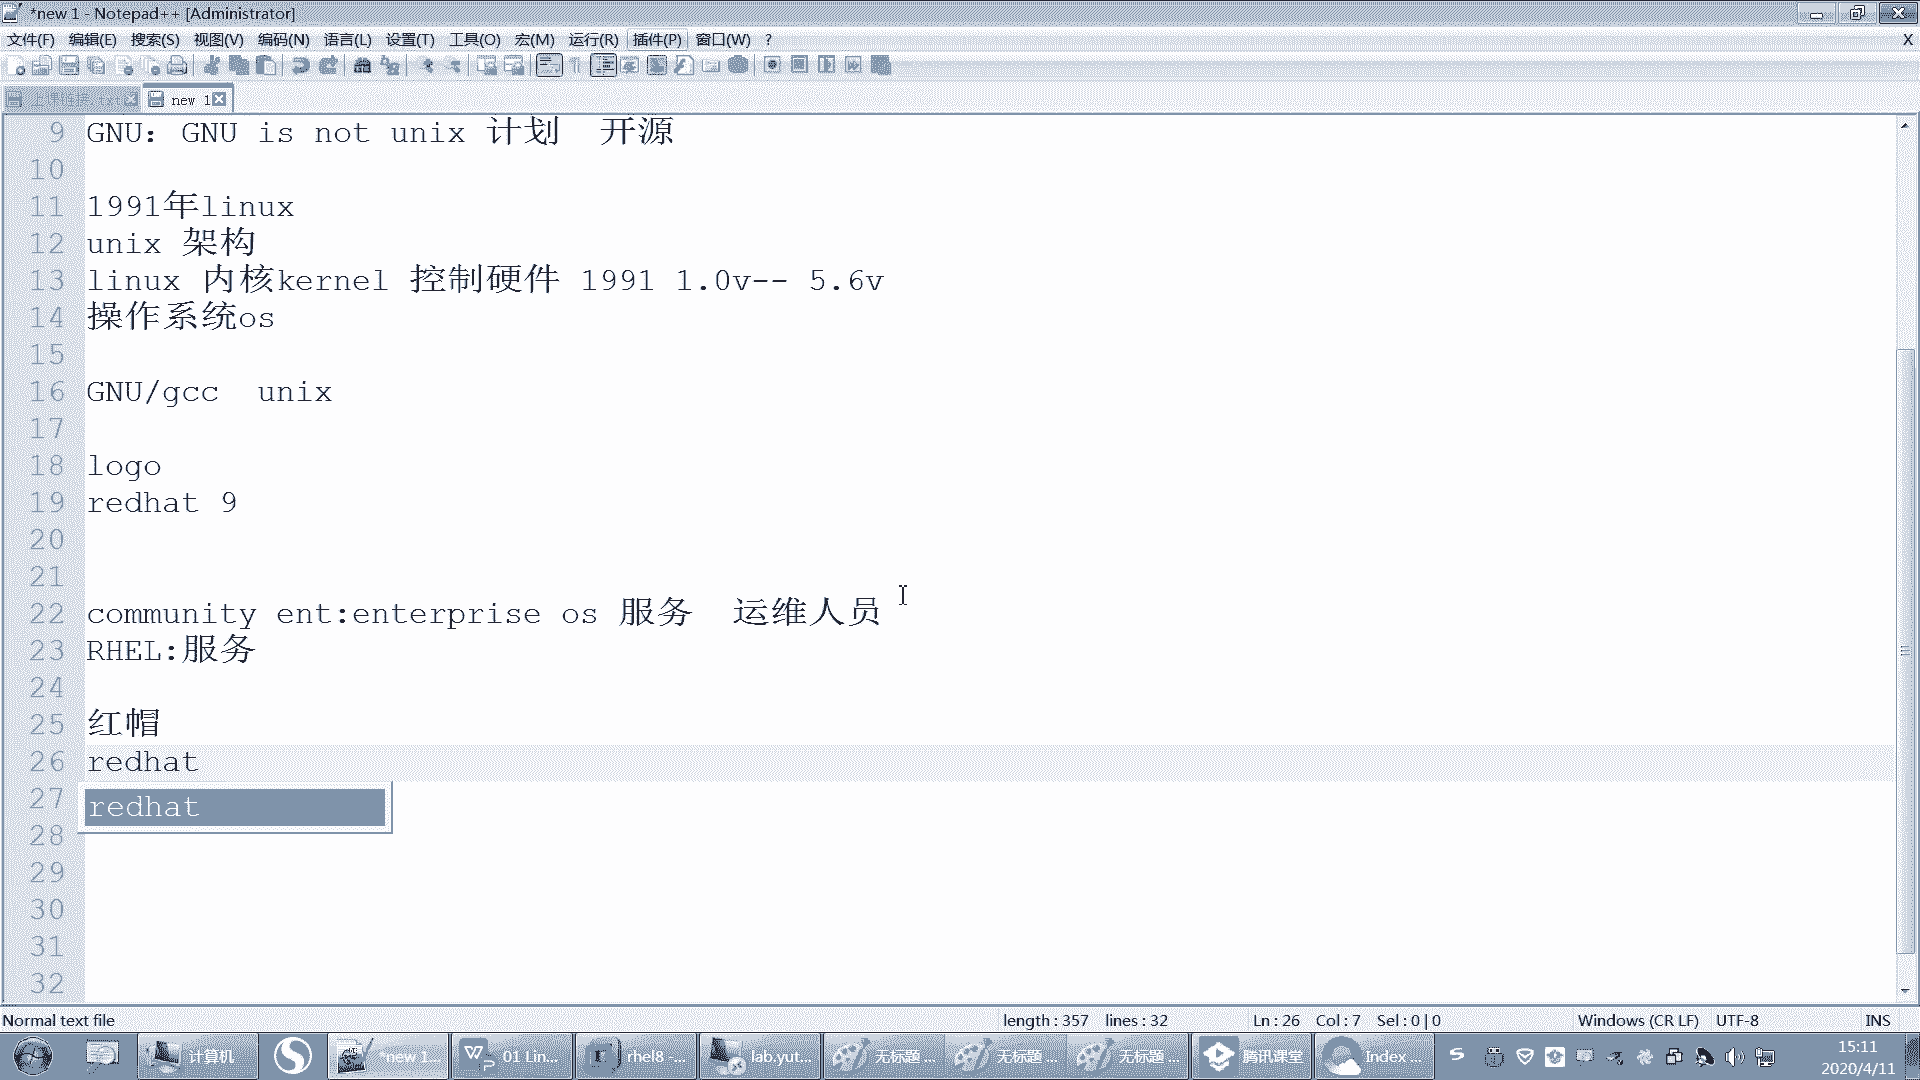 *new 1 - Notepad++ [Administrator]
文件(F) 编辑(E) 搜索(S) 视图(V) 编码(N) 语言(L) 设置(T) 工具(O) 宏(M) 运行(R) 插件(P) 窗口(W) ? X
上课链接.txt new 1
9 GNU: GNU is not unix 计划 开源
10
11 1991年linux
12 unix 架构
13 linux 内核kernel 控制硬件 1991 1.0v-- 5.6v
14 操作系统os
15
16 GNU/gcc unix
17
18 logo
19 redhat 9
20
21
22 community ent:enterprise os 服务 运维人员
23 RHEL:服务
24
25 红帽
26 redhat
27 redhat
28
29
30
31
32
Normal text file length : 357 lines : 32 Ln : 26 Col : 7 Sel : 0 | 0 Windows (CR LF) UTF-8 INS
计算机 *new 1... 01 Lin... rhel8 -... lab.yut... 无标题 ... 无标题 ... 无标题 ... 腾讯课堂 Index ... 15:11
2020/4/11